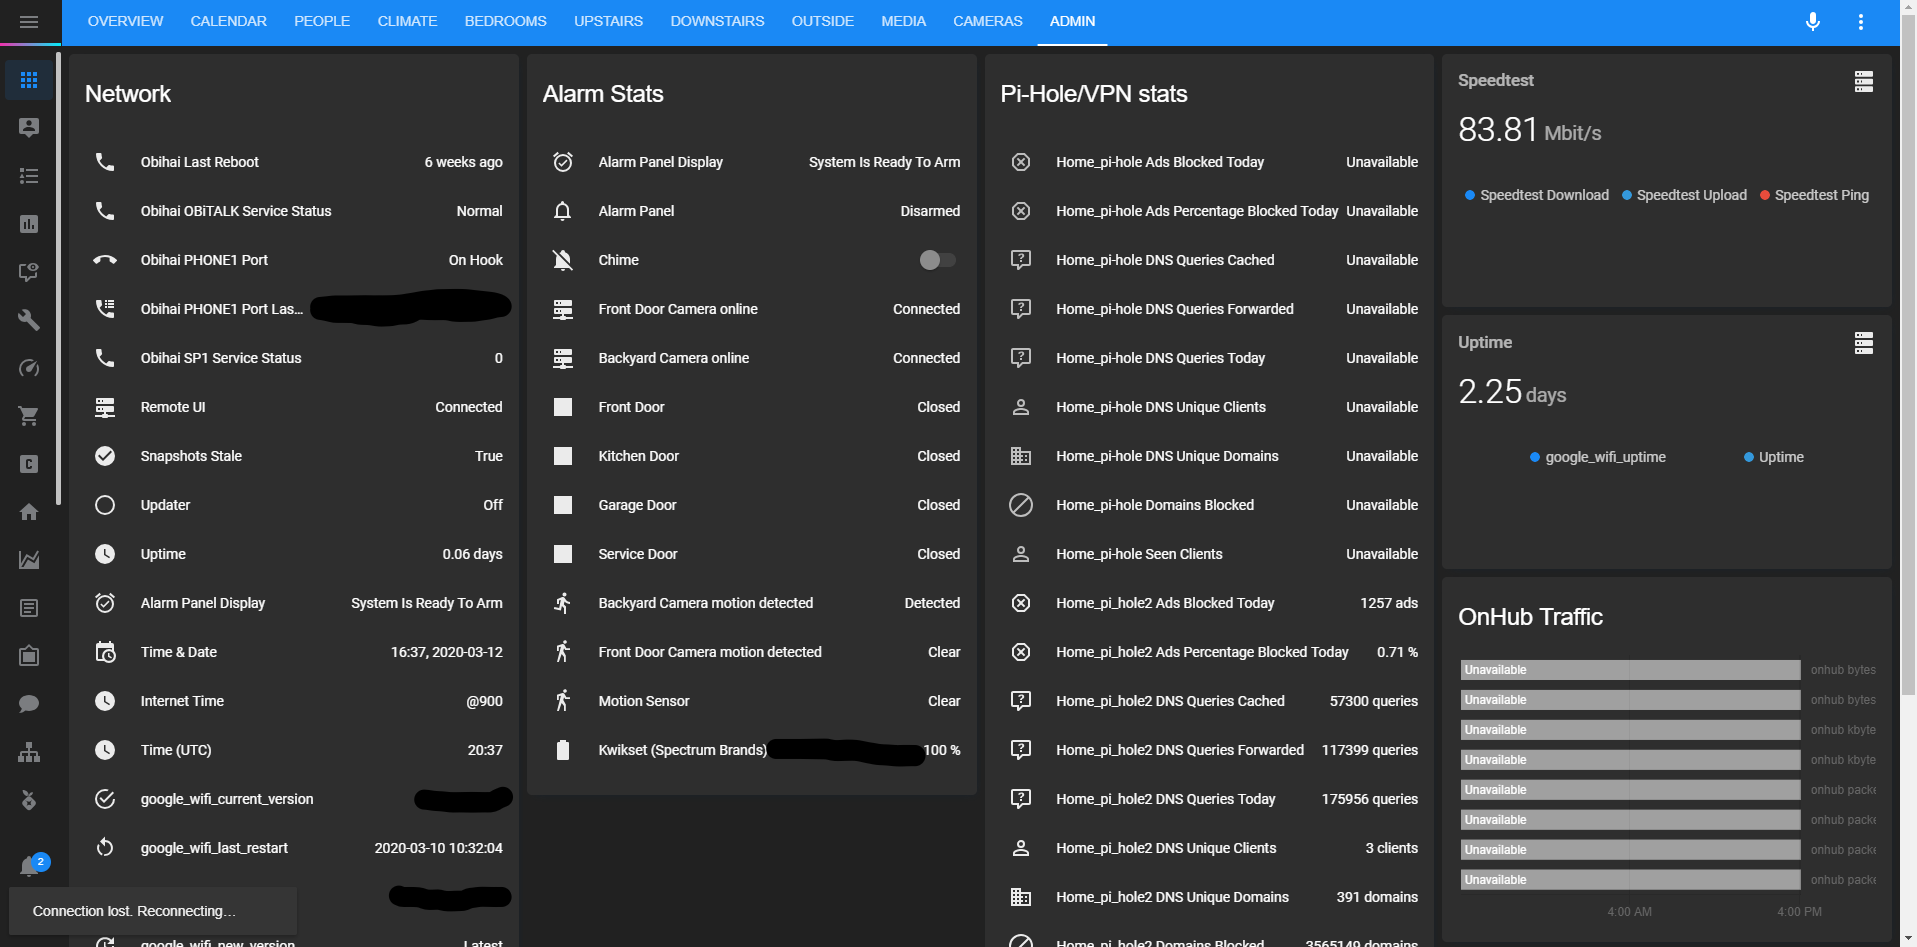 OVERVIEW CALENDAR PEOPLE CLIMATE BEDROOMS UPSTAIRS DOWNSTAIRS OUTSIDE MEDIA CAMERAS ADMIN
Network
Obihai Last Reboot 6 weeks ago
Obihai OBiTALK Service Status Normal
Obihai PHONE1 Port On Hook
Obihai PHONE1 Port Las...
Obihai SP1 Service Status 0
Remote UI Connected
Snapshots Stale True
Updater Off
Uptime 0.06 days
Alarm Panel Display System Is Ready To Arm
Time & Date 16:37, 2020-03-12
Internet Time @900
Time (UTC) 20:37
google_wifi_current_version
google_wifi_last_restart 2020-03-10 10:32:04
google_wifi_new_version Latest
C
2
Connection lost. Reconnecting...
Alarm Stats
Alarm Panel Display System Is Ready To Arm
Alarm Panel Disarmed
Chime
Front Door Camera online Connected
Backyard Camera online Connected
Front Door Closed
Kitchen Door Closed
Garage Door Closed
Service Door Closed
Backyard Camera motion detected Detected
Front Door Camera motion detected Clear
Motion Sensor Clear
Kwikset (Spectrum Brands) 100 %
Pi-Hole/VPN stats
Home_pi-hole Ads Blocked Today Unavailable
Home_pi-hole Ads Percentage Blocked Today Unavailable
Home_pi-hole DNS Queries Cached Unavailable
Home_pi-hole DNS Queries Forwarded Unavailable
Home_pi-hole DNS Queries Today Unavailable
Home_pi-hole DNS Unique Clients Unavailable
Home_pi-hole DNS Unique Domains Unavailable
Home_pi-hole Domains Blocked Unavailable
Home_pi-hole Seen Clients Unavailable
Home_pi_hole2 Ads Blocked Today 1257 ads
Home_pi_hole2 Ads Percentage Blocked Today 0.71 %
Home_pi_hole2 DNS Queries Cached 57300 queries
Home_pi_hole2 DNS Queries Forwarded 117399 queries
Home_pi_hole2 DNS Queries Today 175956 queries
Home_pi_hole2 DNS Unique Clients 3 clients
Home_pi_hole2 DNS Unique Domains 391 domains
Home_pi_hole2 Domains Blocked 3565149 domains
Speedtest
83.81 Mbit/s
Speedtest Download Speedtest Upload Speedtest Ping
Uptime
2.25 days
google_wifi_uptime Uptime
OnHub Traffic
Unavailable onhub bytes
Unavailable onhub bytes
Unavailable onhub kbyte
Unavailable onhub kbyte
Unavailable onhub packe
Unavailable onhub packe
Unavailable onhub packe
Unavailable onhub packe
4:00 AM 4:00 PM